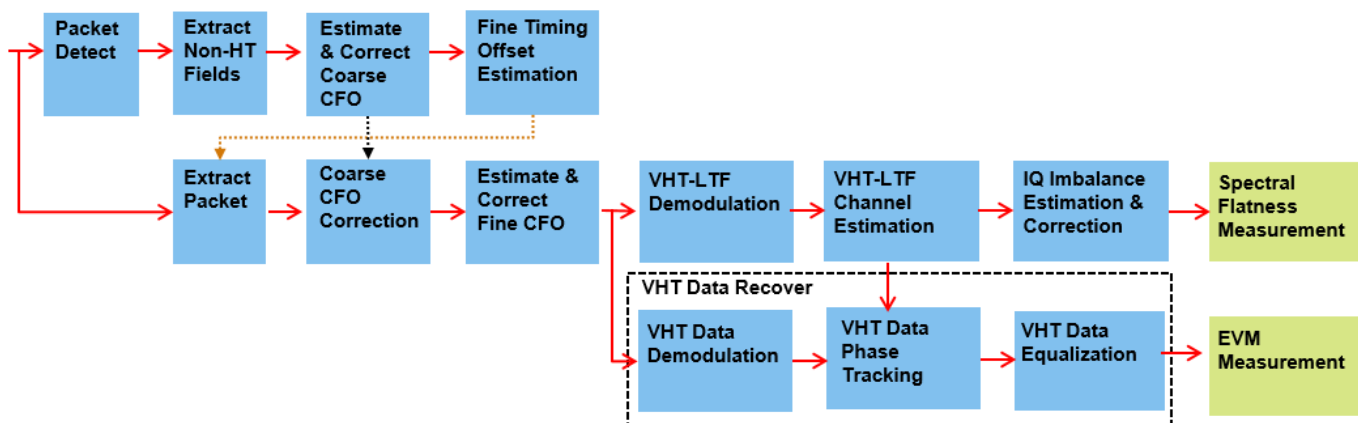 Packet
Detect
Extract
Non-HT
Fields
Estimate
& Correct
Coarse
CFO
Fine Timing
Offset
Estimation
Extract
Packet
Coarse
CFO
Correction
Estimate &
Correct
Fine CFO
VHT-LTF
Demodulation
VHT-LTF
Channel
Estimation
IQ Imbalance
Estimation &
Correction
Spectral
Flatness
Measurement
VHT Data Recover
VHT Data
Demodulation
VHT Data
Phase
Tracking
VHT Data
Equalization
EVM
Measurement